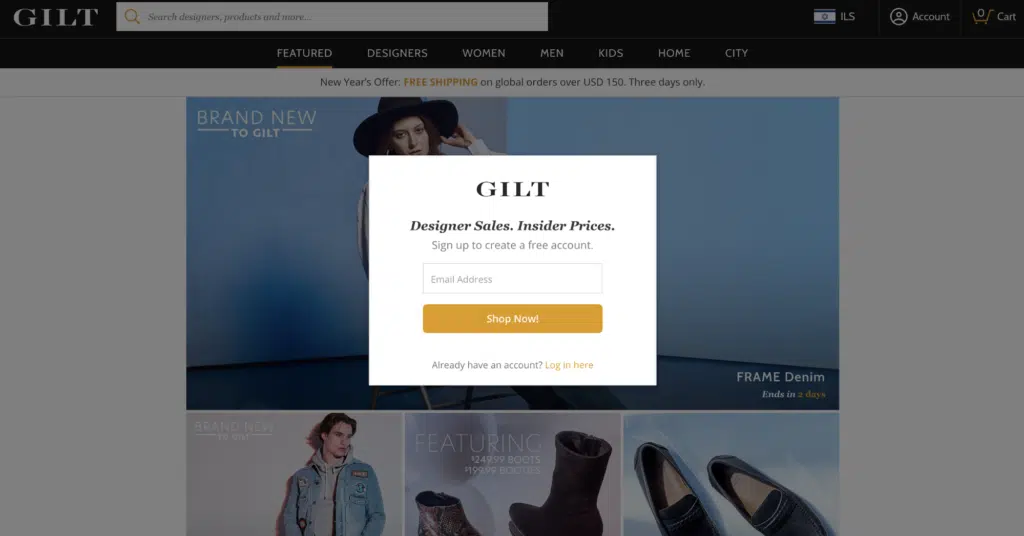 GILT
Search designers, products and more...
ILS
Account
0
Cart
FEATURED
DESIGNERS
WOMEN
MEN
KIDS
HOME
CITY
New Year's Offer: FREE SHIPPING on global orders over USD 150. Three days only.
BRAND NEW
TO GILT
GILT
Designer Sales. Insider Prices.
Sign up to create a free account.
Email Address
Shop Now!
Already have an account? Log in here
FRAME Denim
Ends in 2 days
BRAND NEW
TO GILT
FEATURING
$249.99 BOOTS
$199.99 BOOTIES